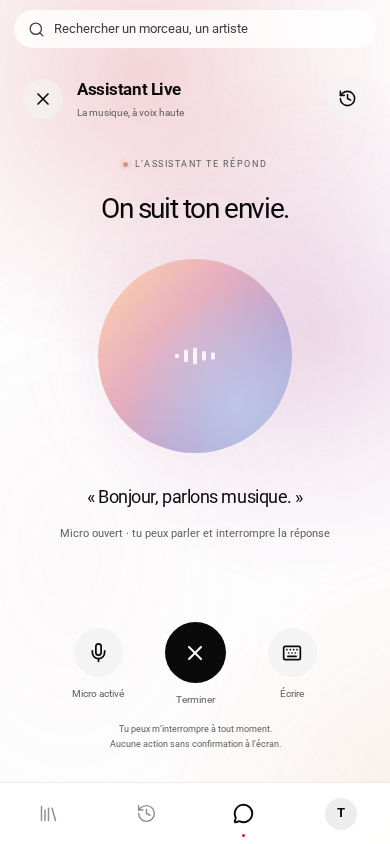 Rechercher un morceau, un artiste
Assistant Live
La musique, à voix haute
L'ASSISTANT TE RÉPOND
On suit ton envie.
« Bonjour, parlons musique. »
Micro ouvert · tu peux parler et interrompre la réponse
Micro activé
Terminer
Écrire
Tu peux m'interrompre à tout moment.
Aucune action sans confirmation à l'écran.
T